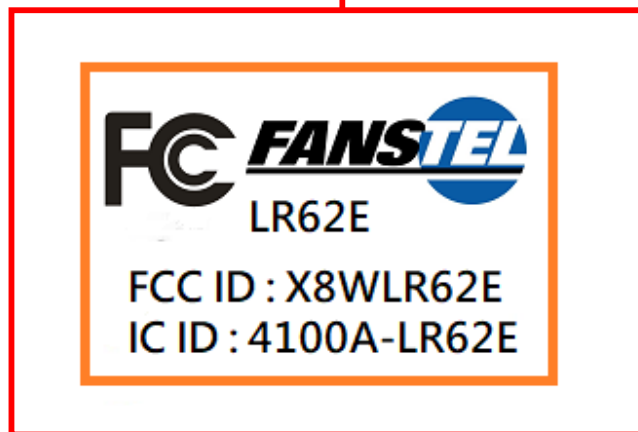 FC FANSTEL
LR62E
FCC ID : X8WLR62E
IC ID : 4100A-LR62E